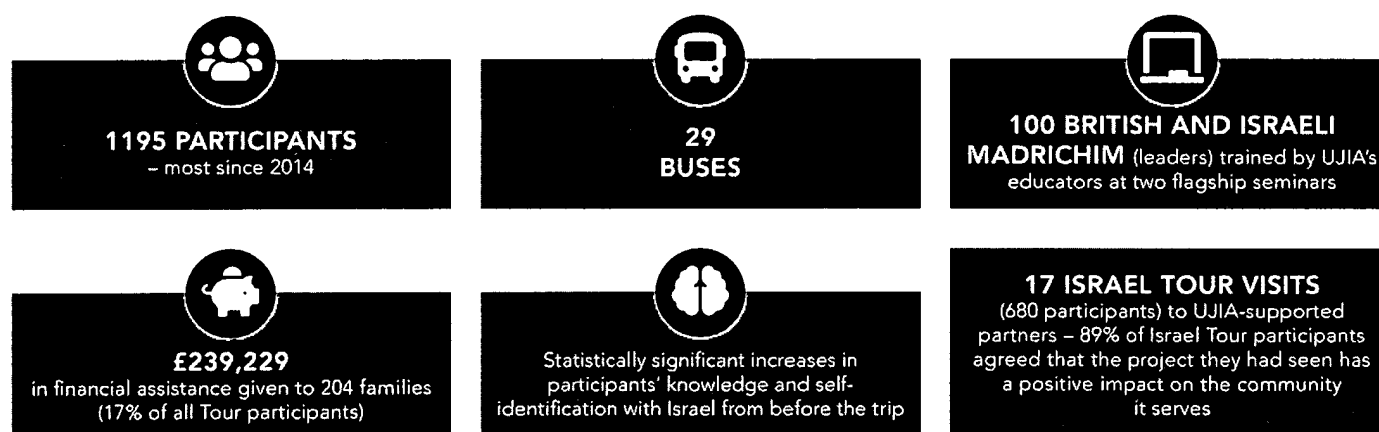 1195 PARTICIPANTS
– most since 2014
29
BUSES
100 BRITISH AND ISRAELI
MADRICHIM (leaders) trained by UJIA's
educators at two flagship seminars
£239,229
in financial assistance given to 204 families
(17% of all Tour participants)
Statistically significant increases in
participants' knowledge and self-
identification with Israel from before the trip
17 ISRAEL TOUR VISITS
(680 participants) to UJIA-supported
partners – 89% of Israel Tour participants
agreed that the project they had seen has
a positive impact on the community
it serves